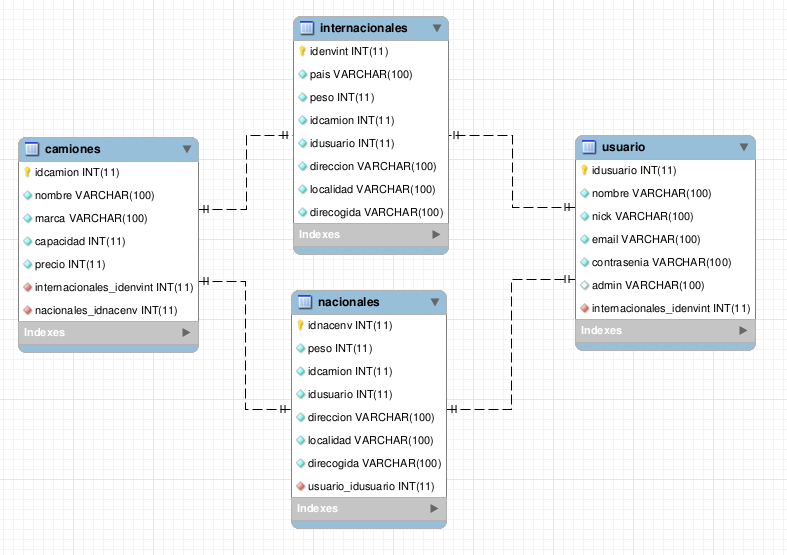 internacionales
idenvint INT(11)
pais VARCHAR(100)
peso INT(11)
idcamion INT(11)
idusuario INT(11)
direccion VARCHAR(100)
localidad VARCHAR(100)
direcogida VARCHAR(100)
Indexes
camiones
idcamion INT(11)
nombre VARCHAR(100)
marca VARCHAR(100)
capacidad INT(11)
precio INT(11)
internacionales_idenvint INT(11)
nacionales_idnacenv INT(11)
Indexes
usuario
idusuario INT(11)
nombre VARCHAR(100)
nick VARCHAR(100)
email VARCHAR(100)
contrasenia VARCHAR(100)
admin VARCHAR(100)
internacionales_idenvint INT(11)
Indexes
nacionales
idnacenv INT(11)
peso INT(11)
idcamion INT(11)
idusuario INT(11)
direccion VARCHAR(100)
localidad VARCHAR(100)
direcogida VARCHAR(100)
usuario_idusuario INT(11)
Indexes